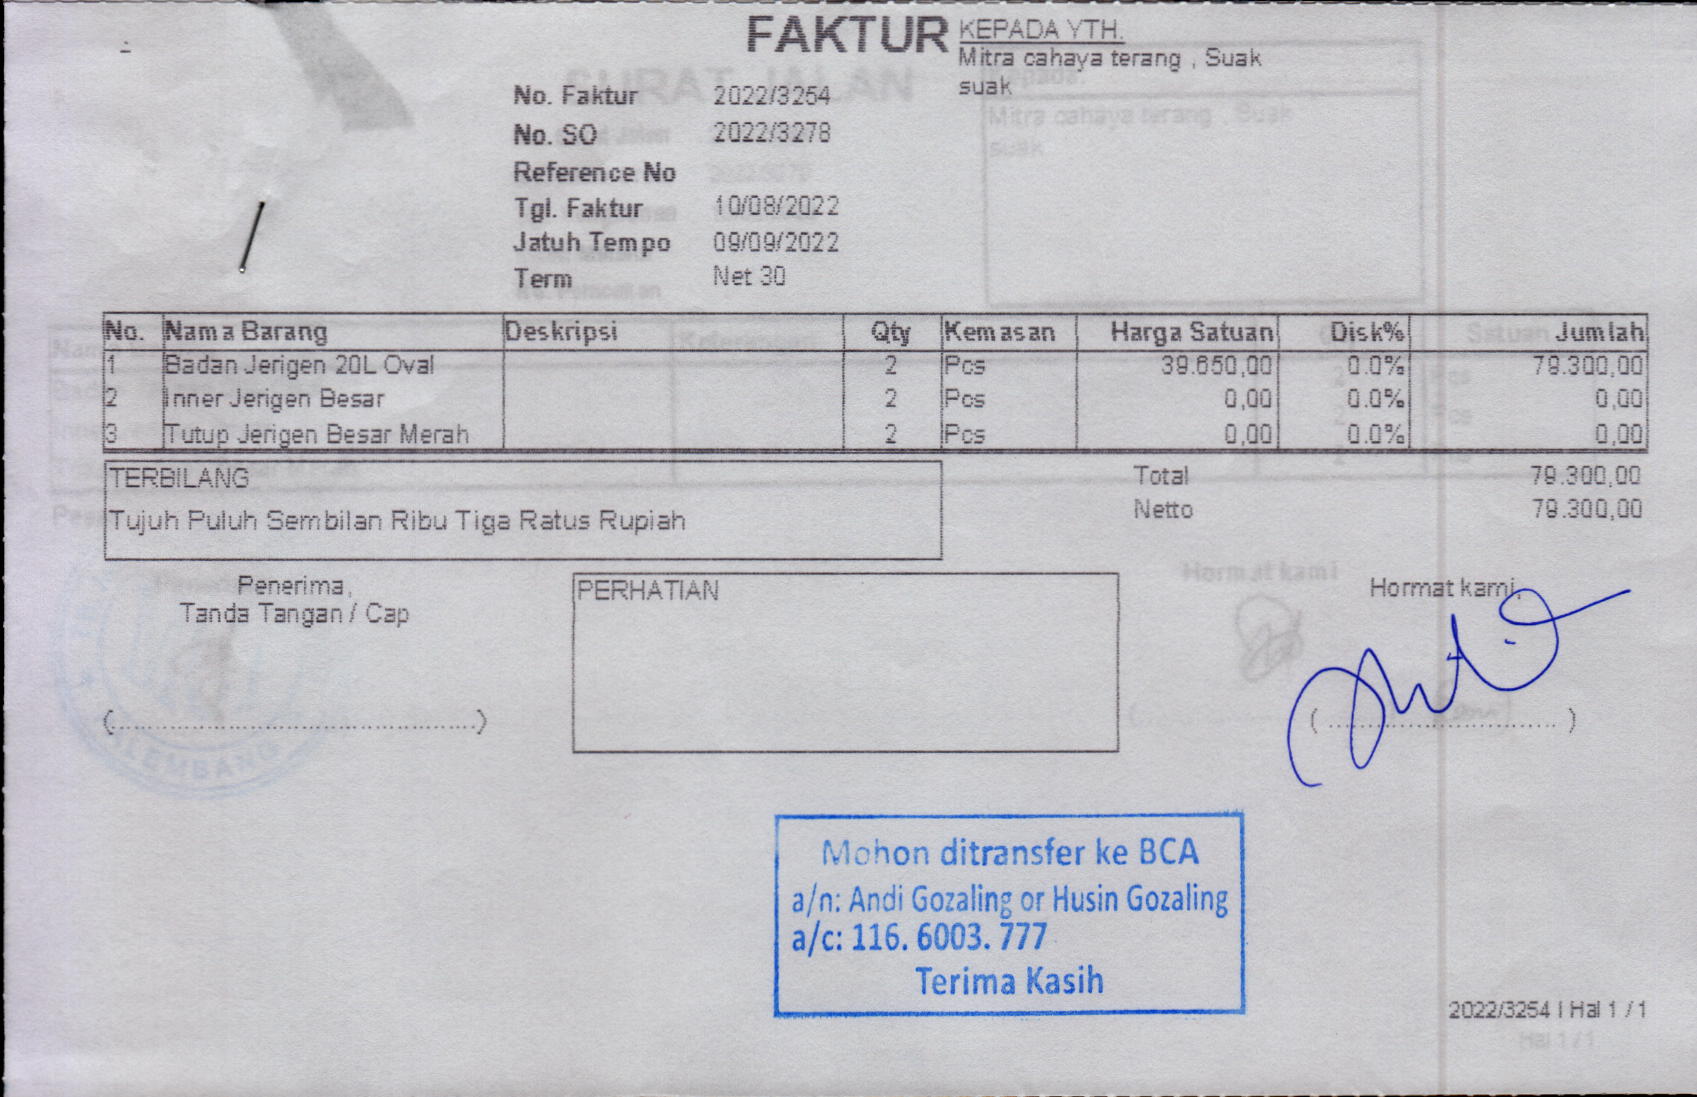 FAKTUR
KEPADA YTH.
Mitra cahaya terang , Suak
suak
No. Faktur 2022/3254
No. SO 2022/3278
Reference No
Tgl. Faktur 10/08/2022
Jatuh Tempo 09/09/2022
Term Net 30
No. Nama Barang Deskripsi Qty Kemasan Harga Satuan Disk% Jumlah
1 Badan Jerigen 20L Oval 2 Pcs 39.650,00 0.0% 79.300,00
2 Inner Jerigen Besar 2 Pcs 0,00 0.0% 0,00
3 Tutup Jerigen Besar Merah 2 Pcs 0,00 0.0% 0,00
TERBILANG
Tujuh Puluh Sembilan Ribu Tiga Ratus Rupiah
Total 79.300,00
Netto 79.300,00
Penerima,
Tanda Tangan / Cap
PERHATIAN
Hormat kami,
Mohon ditransfer ke BCA
a/n: Andi Gozaling or Husin Gozaling
a/c: 116. 6003. 777
Terima Kasih
2022/3254 | Hal 1 / 1